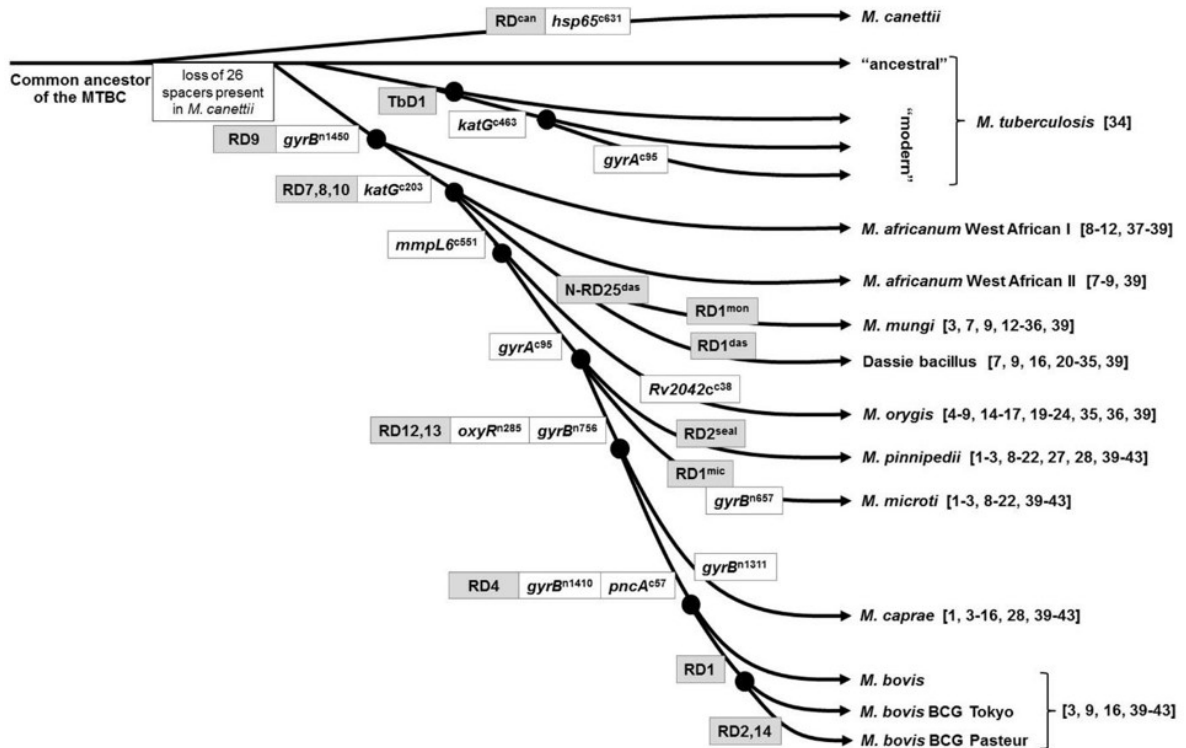 RDcan hsp65c631
M. canettii
Common ancestor
of the MTBC
loss of 26
spacers present
in M. canettii
"ancestral"
TbD1
katGc463
gyrAc95
"modern"
M. tuberculosis [34]
RD9 gyrBn1450
RD7,8,10 katGc203
M. africanum West African I [8-12, 37-39]
mmpL6c551
M. africanum West African II [7-9, 39]
N-RD25das
RD1mon
M. mungi [3, 7, 9, 12-36, 39]
RD1das
Dassie bacillus [7, 9, 16, 20-35, 39]
gyrAc95
Rv2042cc38
M. orygis [4-9, 14-17, 19-24, 35, 36, 39]
RD12,13 oxyRn285 gyrBn756
RD2seal
M. pinnipedii [1-3, 8-22, 27, 28, 39-43]
RD1mic
gyrBn657
M. microti [1-3, 8-22, 39-43]
gyrBn1311
RD4 gyrBn1410 pncAc57
M. caprae [1, 3-16, 28, 39-43]
RD1
M. bovis
M. bovis BCG Tokyo
[3, 9, 16, 39-43]
RD2,14
M. bovis BCG Pasteur